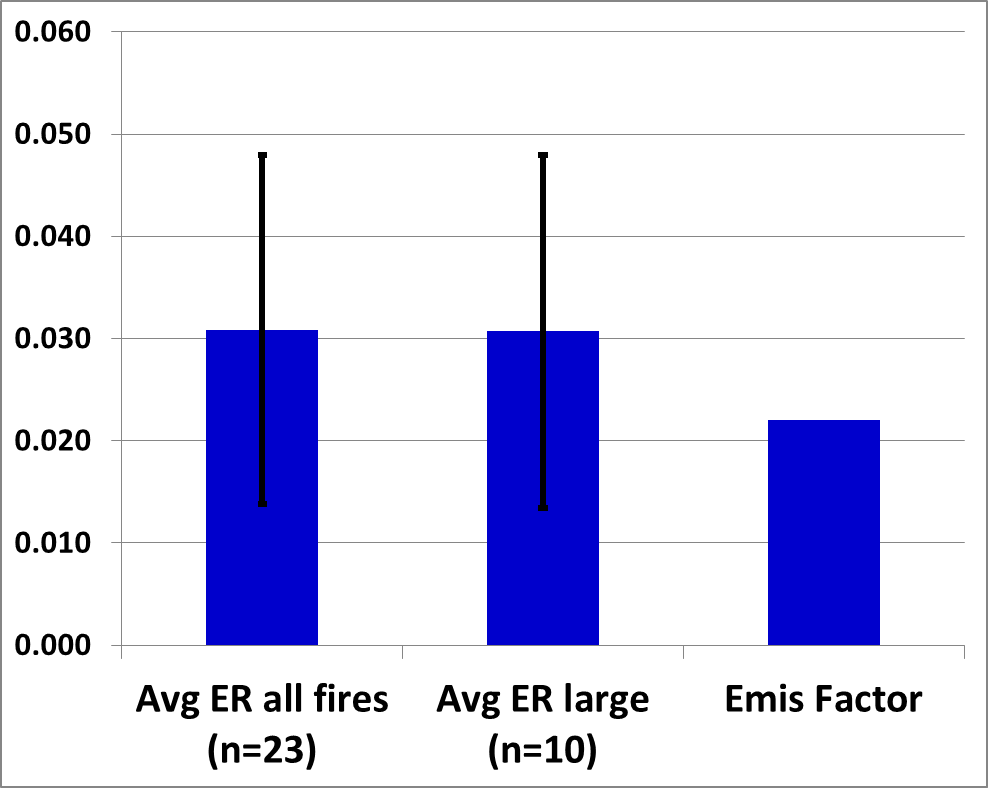 0.060
0.050
0.040
0.030
0.020
0.010
0.000
Avg ER all fires
(n=23)
Avg ER large
(n=10)
Emis Factor